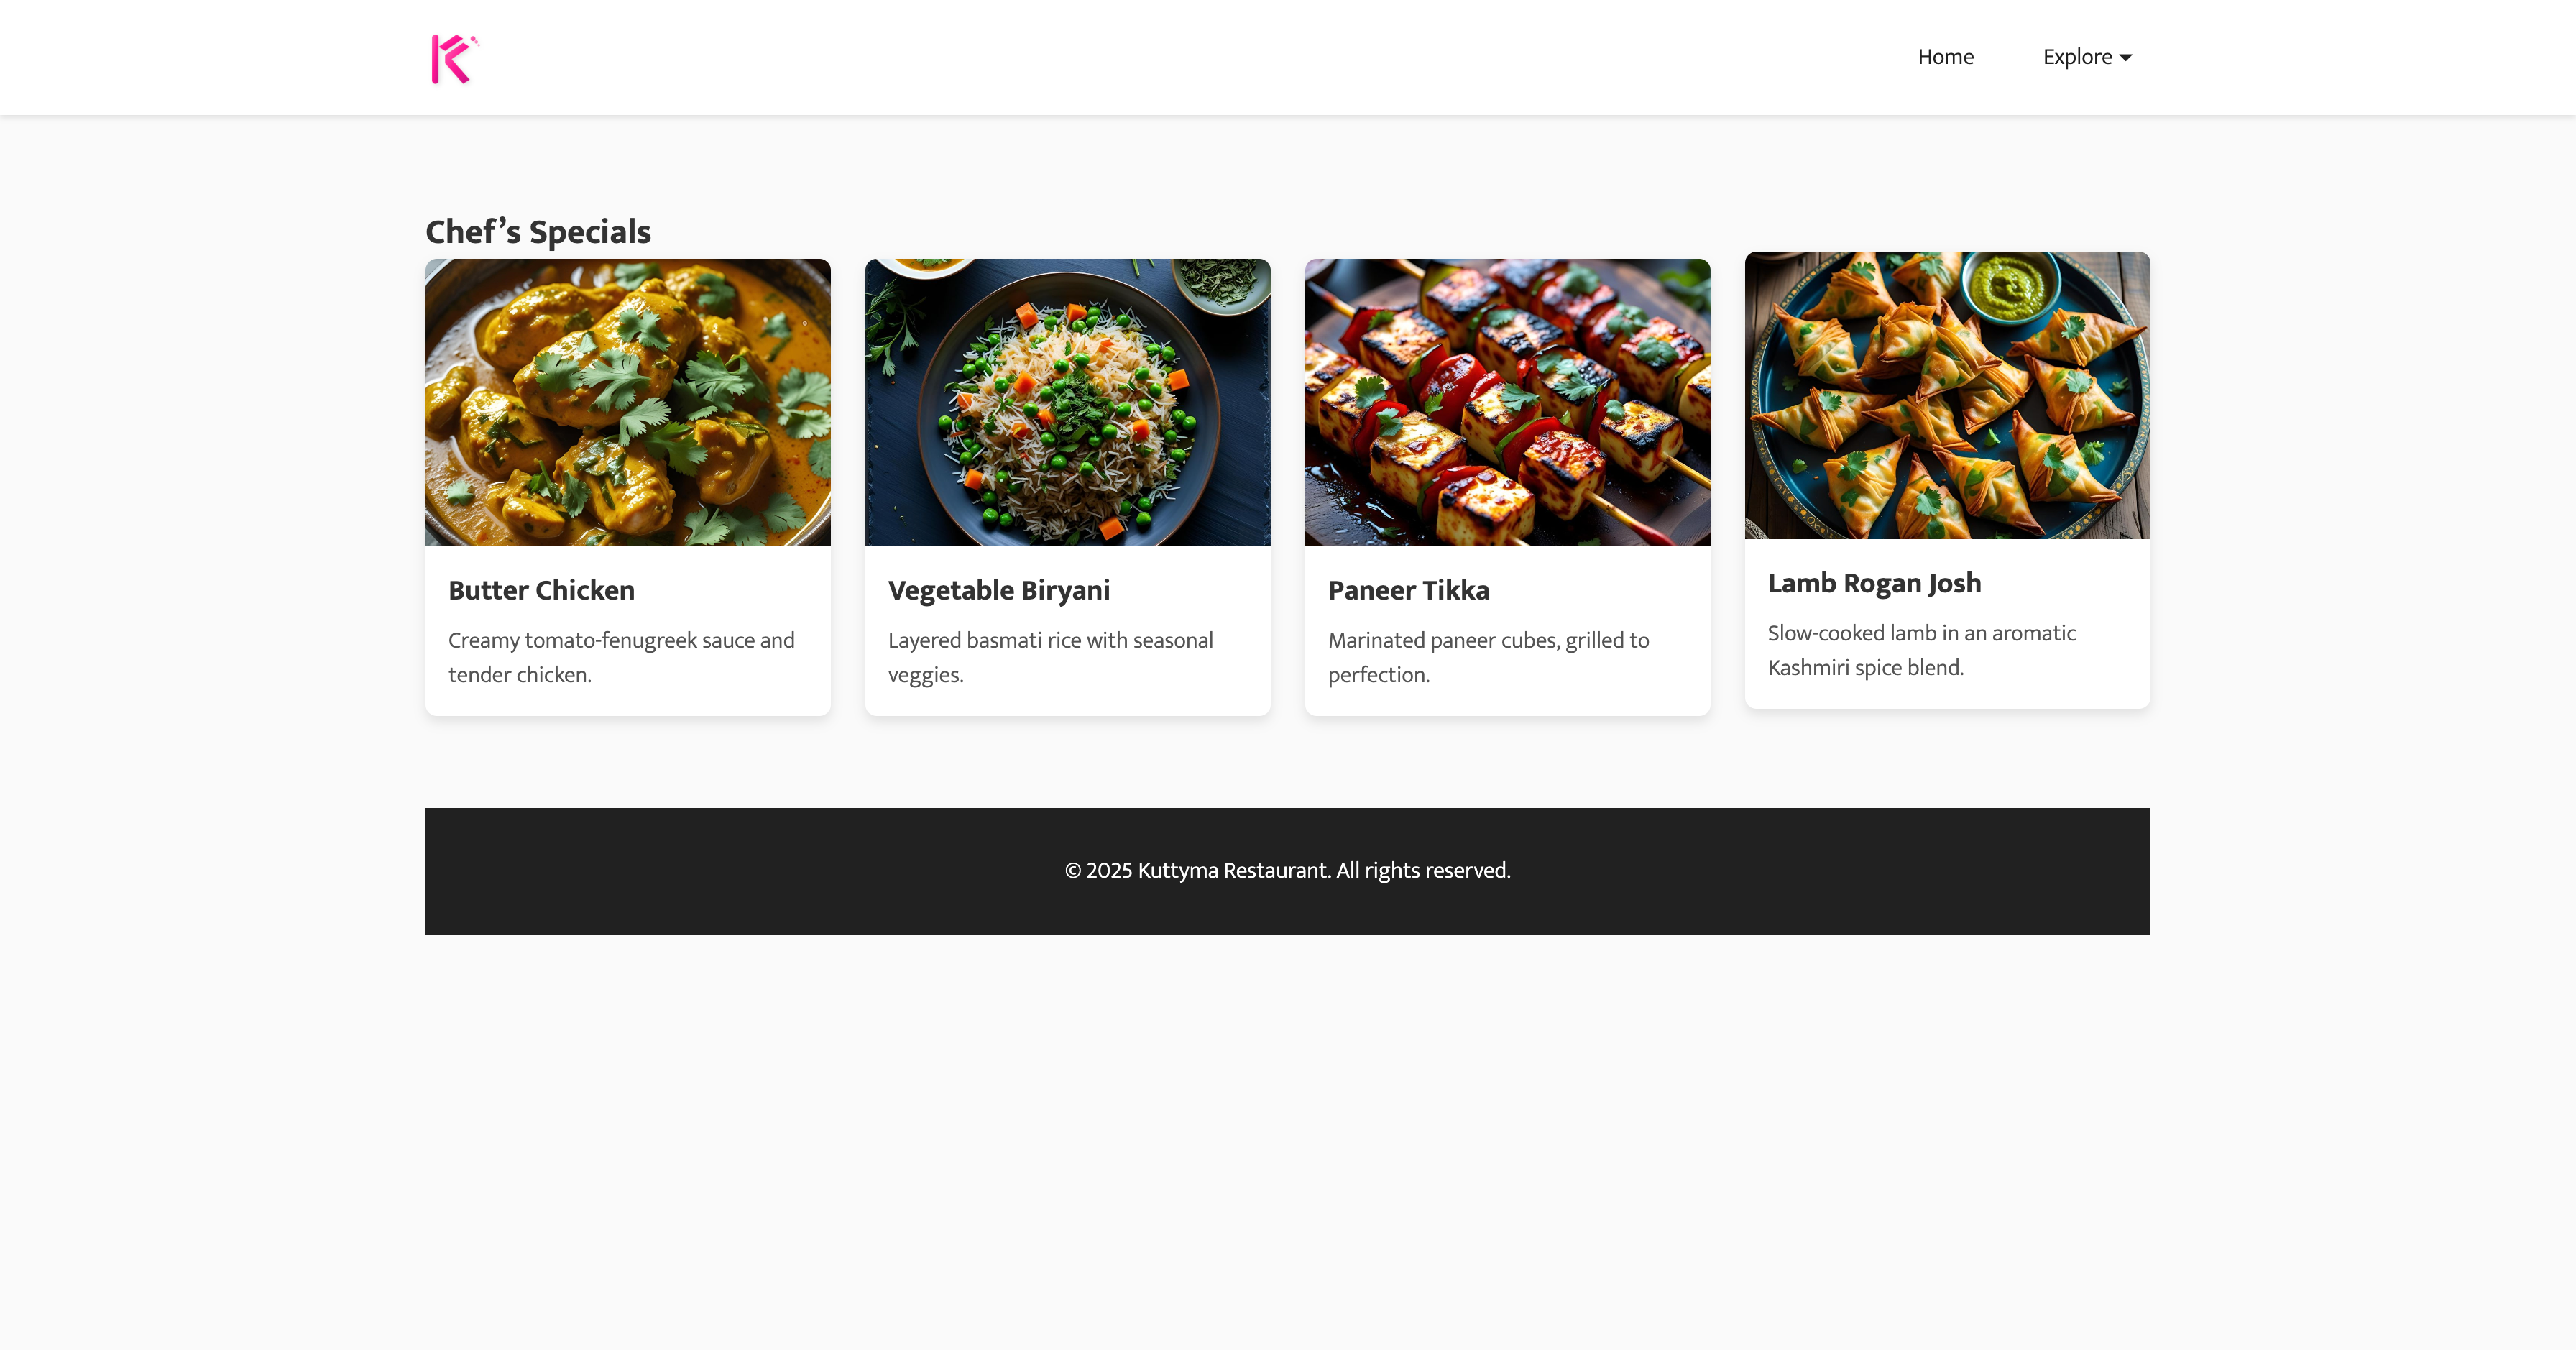 Home Explore
Chef’s Specials
Butter Chicken
Creamy tomato-fenugreek sauce and
tender chicken.
Vegetable Biryani
Layered basmati rice with seasonal
veggies.
Paneer Tikka
Marinated paneer cubes, grilled to
perfection.
Lamb Rogan Josh
Slow-cooked lamb in an aromatic
Kashmiri spice blend.
© 2025 Kuttyma Restaurant. All rights reserved.